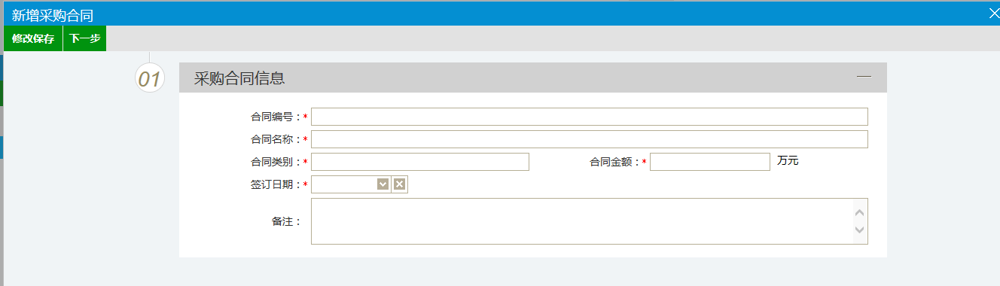 新增采购合同
修改保存 下一步
01 采购合同信息
合同编号：*
合同名称：*
合同类别：* 合同金额：* 万元
签订日期：*
备注：